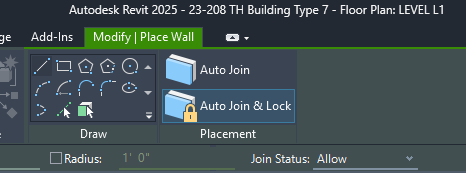 Autodesk Revit 2025 - 23-208 TH Building Type 7 - Floor Plan: LEVEL L1
Add-Ins Modify | Place Wall
Auto Join
Auto Join & Lock
Draw Placement
Radius: 1' 0" Join Status: Allow